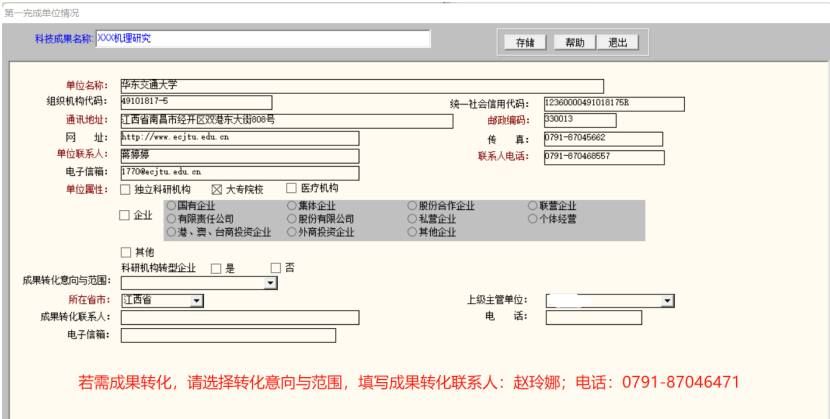 第一完成单位情况
科技成果名称: XXX机理研究 存储 帮助 退出
单位名称: 华东交通大学
组织机构代码: 49101817-5 统一社会信用代码: 12360000491018175R
通讯地址: 江西省南昌市经开区双港东大街808号 邮政编码: 330013
网 址: http://www.ecjtu.edu.cn 传 真: 0791-87045662
单位联系人: 蒋婷婷 联系人电话: 0791-870468557
电子信箱: 1770@ecjtu.edu.cn
单位属性: 独立科研机构 大专院校 医疗机构
企业 国有企业 集体企业 股份合作企业 联营企业
有限责任公司 股份有限公司 私营企业 个体经营
港、澳、台商投资企业 外商投资企业 其他企业
其他
科研机构转型企业 是 否
成果转化意向与范围:
所在省市: 江西省 上级主管单位:
成果转化联系人: 电 话:
电子信箱:
若需成果转化，请选择转化意向与范围，填写成果转化联系人：赵玲娜；电话：0791-87046471